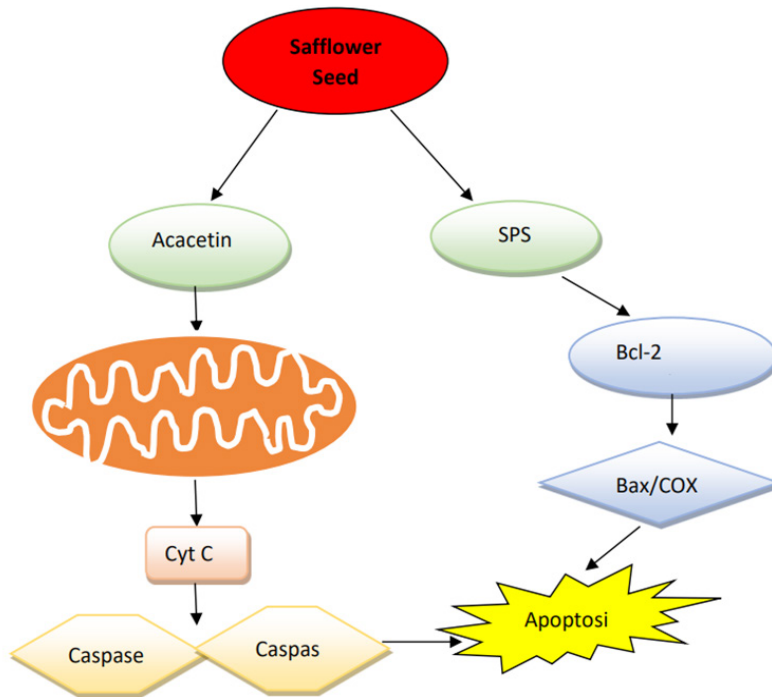 Safflower
Seed
Acacetin
SPS
Bcl-2
Bax/COX
Cyt C
Apoptosi
Caspase
Caspas